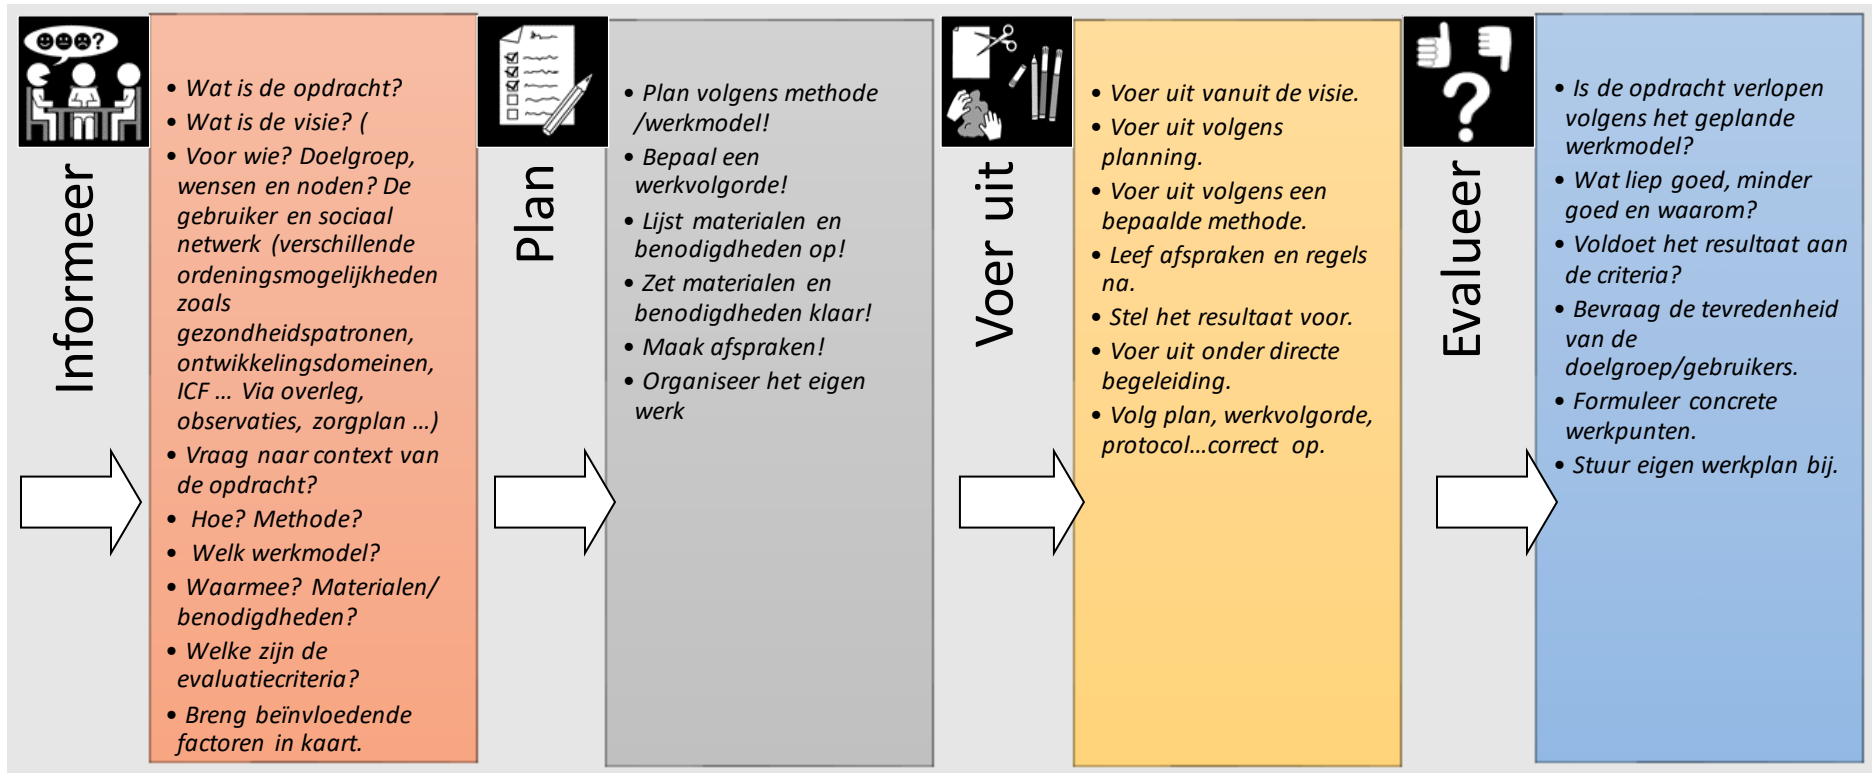 Informeer
• Wat is de opdracht?
• Wat is de visie? (
• Voor wie? Doelgroep,
wensen en noden? De
gebruiker en sociaal
netwerk (verschillende
ordeningsmogelijkheden
zoals
gezondheidspatronen,
ontwikkelingsdomeinen,
ICF … Via overleg,
observaties, zorgplan …)
• Vraag naar context van
de opdracht?
• Hoe? Methode?
• Welk werkmodel?
• Waarmee? Materialen/
benodigdheden?
• Welke zijn de
evaluatiecriteria?
• Breng beïnvloedende
factoren in kaart.
Plan
• Plan volgens methode
/werkmodel!
• Bepaal een
werkvolgorde!
• Lijst materialen en
benodigdheden op!
• Zet materialen en
benodigdheden klaar!
• Maak afspraken!
• Organiseer het eigen
werk
Voer uit
• Voer uit vanuit de visie.
• Voer uit volgens
planning.
• Voer uit volgens een
bepaalde methode.
• Leef afspraken en regels
na.
• Stel het resultaat voor.
• Voer uit onder directe
begeleiding.
• Volg plan, werkvolgorde,
protocol…correct op.
Evalueer
• Is de opdracht verlopen
volgens het geplande
werkmodel?
• Wat liep goed, minder
goed en waarom?
• Voldoet het resultaat aan
de criteria?
• Bevraag de tevredenheid
van de
doelgroep/gebruikers.
• Formuleer concrete
werkpunten.
• Stuur eigen werkplan bij.